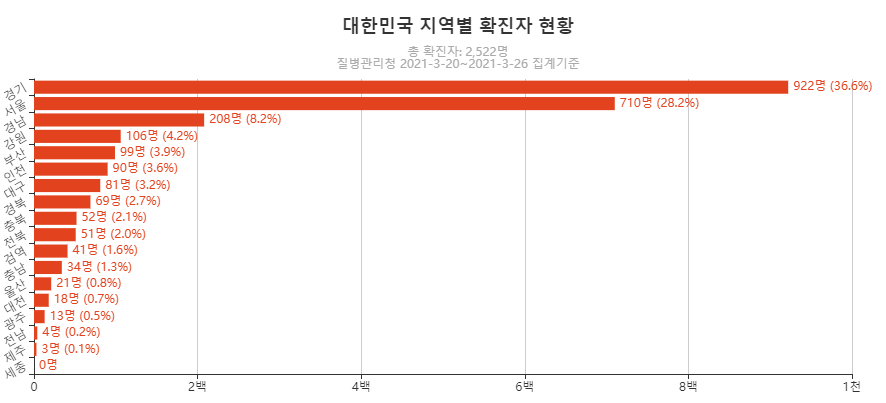 대한민국 지역별 확진자 현황
총 확진자: 2,522명
질병관리청 2021-3-20~2021-3-26 집계기준
경기 922명 (36.6%)
서울 710명 (28.2%)
경남 208명 (8.2%)
강원 106명 (4.2%)
부산 99명 (3.9%)
인천 90명 (3.6%)
대구 81명 (3.2%)
경북 69명 (2.7%)
충북 52명 (2.1%)
전북 51명 (2.0%)
검역 41명 (1.6%)
충남 34명 (1.3%)
울산 21명 (0.8%)
대전 18명 (0.7%)
광주 13명 (0.5%)
전남 4명 (0.2%)
제주 3명 (0.1%)
세종 0명
0 2백 4백 6백 8백 1천